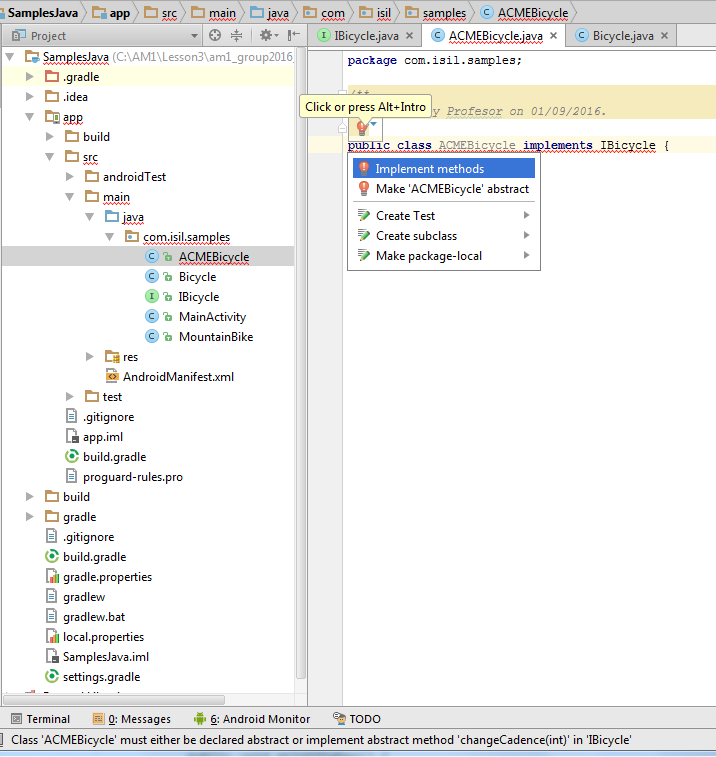 SamplesJava app src main java com isil samples ACMEBicycle
Project
IBicycle.java ACMEBicycle.java Bicycle.java
SamplesJava (C:\AM1\Lesson3\am1_group2016
.gradle
.idea
app
build
src
androidTest
main
java
com.isil.samples
ACMEBicycle
Bicycle
IBicycle
MainActivity
MountainBike
res
AndroidManifest.xml
test
.gitignore
app.iml
build.gradle
proguard-rules.pro
build
gradle
.gitignore
build.gradle
gradle.properties
gradlew
gradlew.bat
local.properties
SamplesJava.iml
settings.gradle
package com.isil.samples;
/**
Click or press Alt+Intro
y Profesor on 01/09/2016.
public class ACMEBicycle implements IBicycle {
Implement methods
Make 'ACMEBicycle' abstract
Create Test
Create subclass
Make package-local
Terminal 0: Messages 6: Android Monitor TODO
Class 'ACMEBicycle' must either be declared abstract or implement abstract method 'changeCadence(int)' in 'IBicycle'